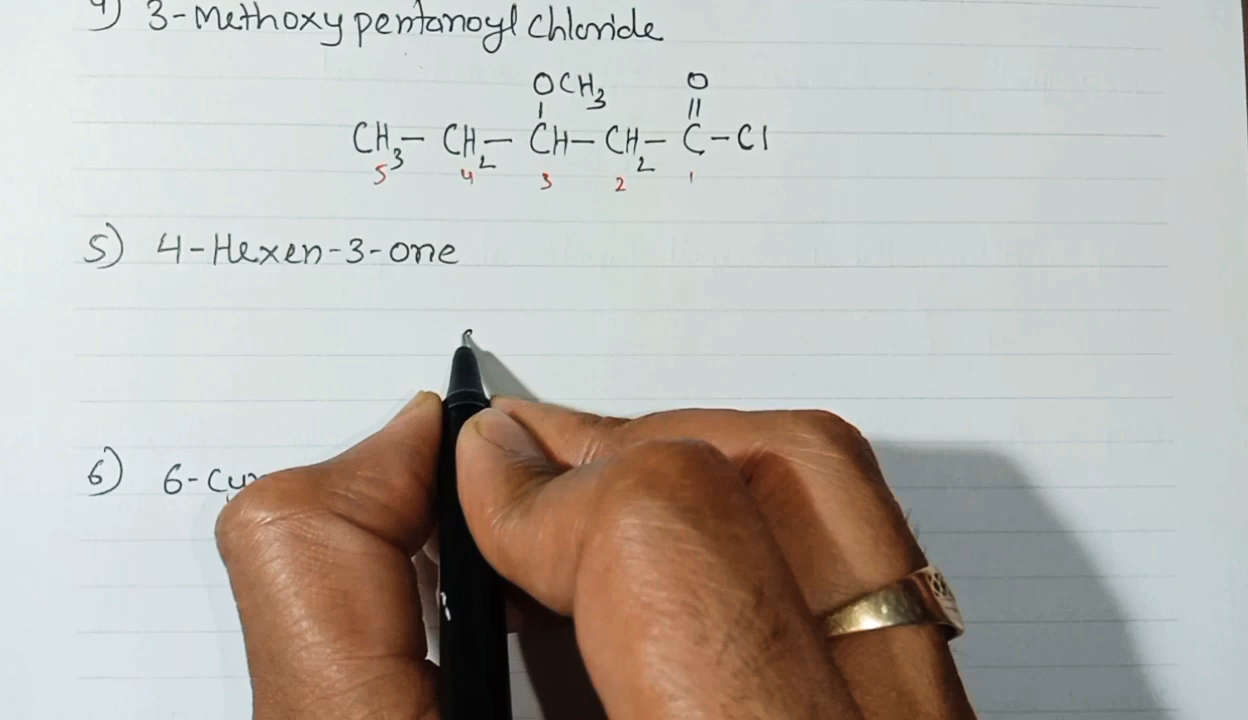 4) 3-Methoxy pentanoyl chloride
OCH3 O
CH3-CH2-CH-CH2-C-Cl
5 4 3 2 1
5) 4-Hexen-3-one
6) 6-